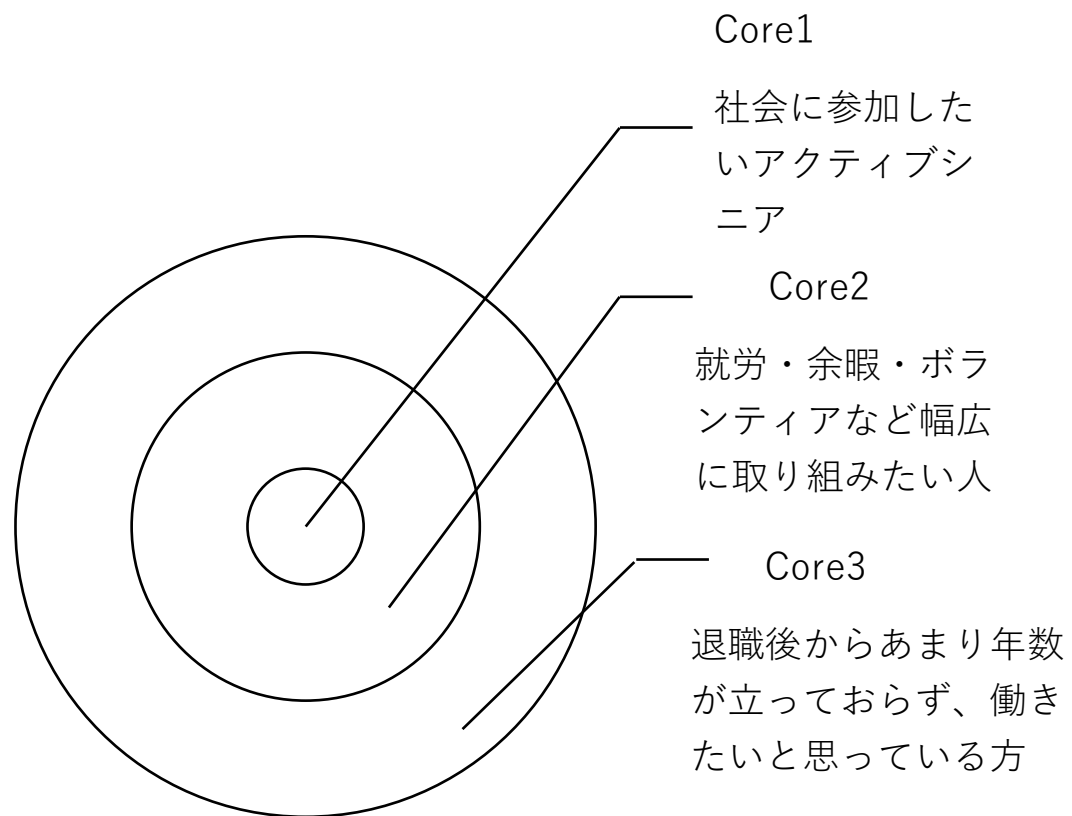 Core1
社会に参加した
いアクティブシ
ニア
Core2
就労・余暇・ボラ
ンティアなど幅広
に取り組みたい人
Core3
退職後からあまり年数
が立っておらず、働き
たいと思っている方